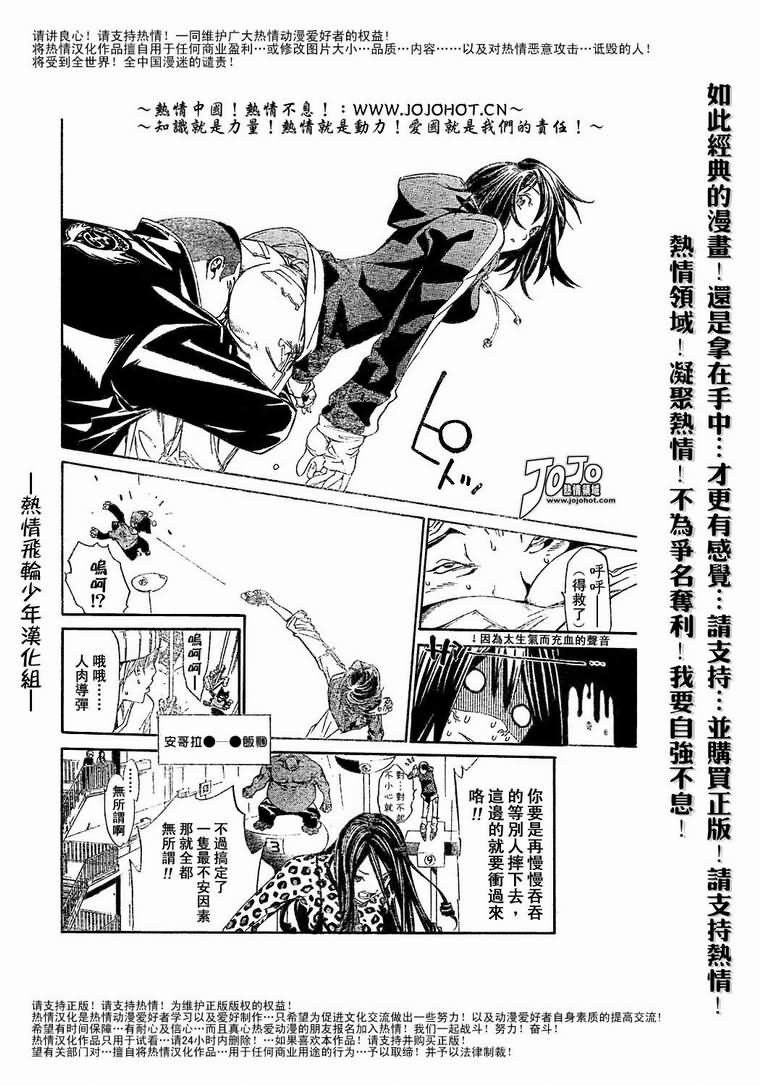 请讲良心！请支持热情！一同维护广大热情动漫爱好者的权益！
将热情汉化作品擅自用于任何商业盈利…或修改图片大小…品质…内容……以及对热情恶意攻击…诋毁的人！
将受到全世界！全中国漫迷的谴责！
～熱情中國！熱情不息！：WWW.JOJOHOT.CN～
～知識就是力量！熱情就是動力！愛國就是我們的責任！～
如此經典的漫畫！還是拿在手中…才更有感覺…請支持…並購買正版！請支持熱情！
熱情領域！凝聚熱情！不為爭名奪利！我要自強不息！
—熱情飛輪少年漢化組—
ピトッ
JOJO
熱情領域
www.jojohot.com
呼呼——
（得救了）
↓因為太生氣而充血的聲音
嗚呵!?
嗚呵呵——
哦哦……
人肉導彈
安哥拉●—●飯
對…對不起
不小心就
你要是再慢慢吞吞
的等別人摔下去，
這邊的就要衝過來
咯!!
不過搞定了
一隻最不安因素
那就全都
無所謂!!
3
⑨
…無所謂啊…
请支持正版！请支持热情！为维护正版版权的权益！
热情汉化是热情动漫爱好者学习以及爱好制作…只希望为促进文化交流做出一些努力！以及动漫爱好者自身素质的提高交流！
希望有时间保障…有耐心及信心…而且真心热爱动漫的朋友报名加入热情！我们一起战斗！努力！奋斗！
热情汉化作品只用于试看…请24小时内删除！…如果喜欢本作品！请支持并购买正版！
望有关部门对…擅自将热情汉化作品…用于任何商业用途的行为…予以取缔！并予以法律制裁！